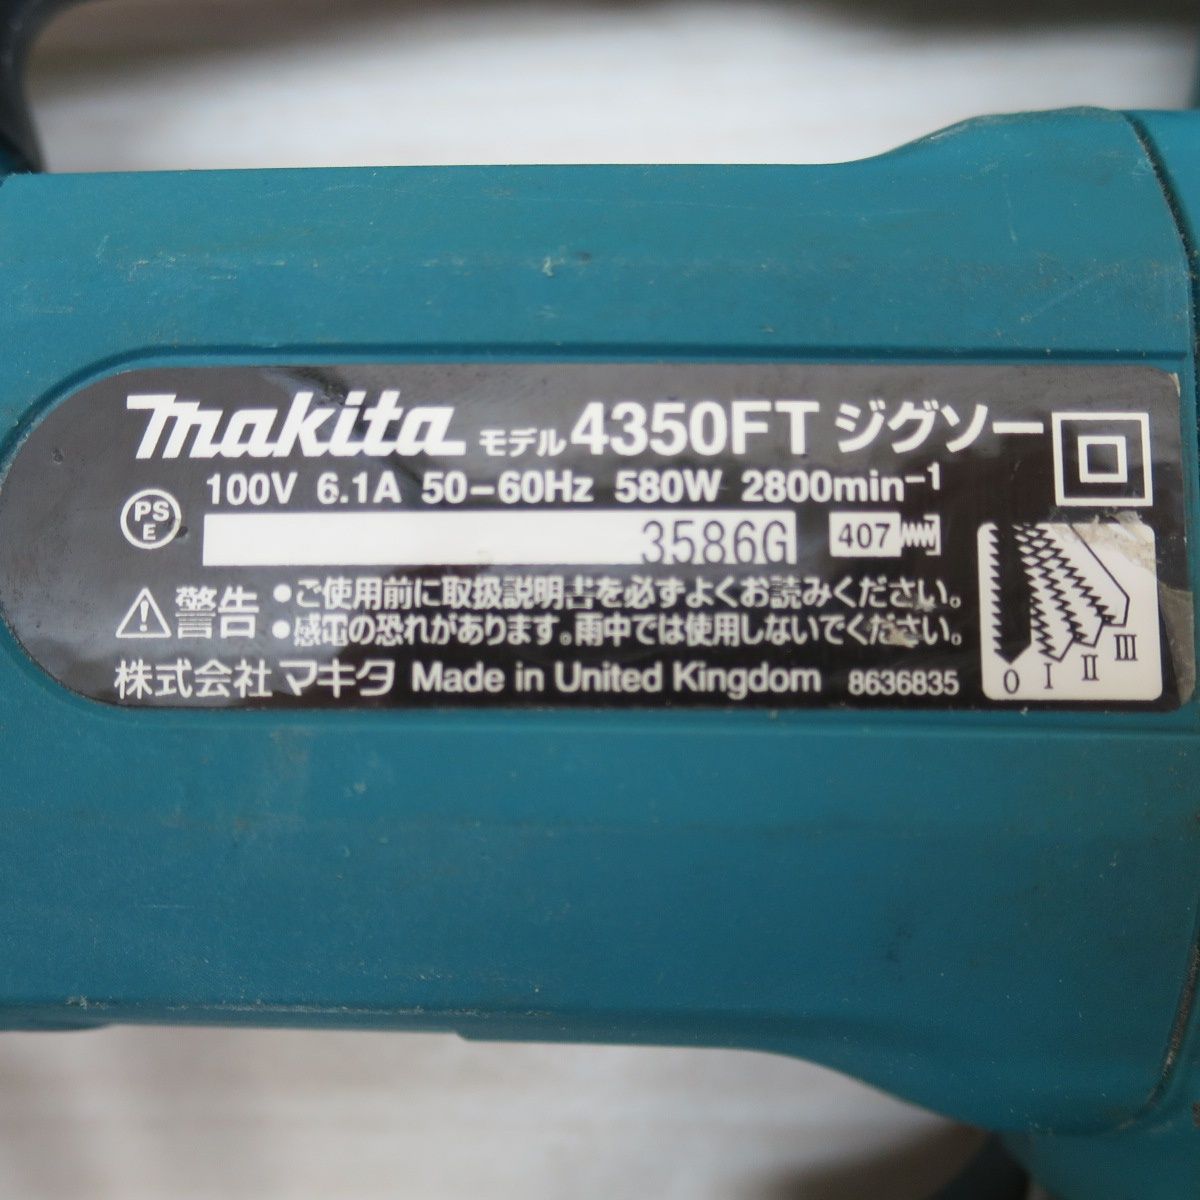 makita モデル 4350FT ジグソー
100V 6.1A 50-60Hz 580W 2800min⁻¹
PS E
3586G 407
警告
•ご使用前に取扱説明書を必ずよくお読みください。
•感電の恐れがあります。雨中では使用しないでください。
株式会社 マキタ Made in United Kingdom 8636835
0 I II III